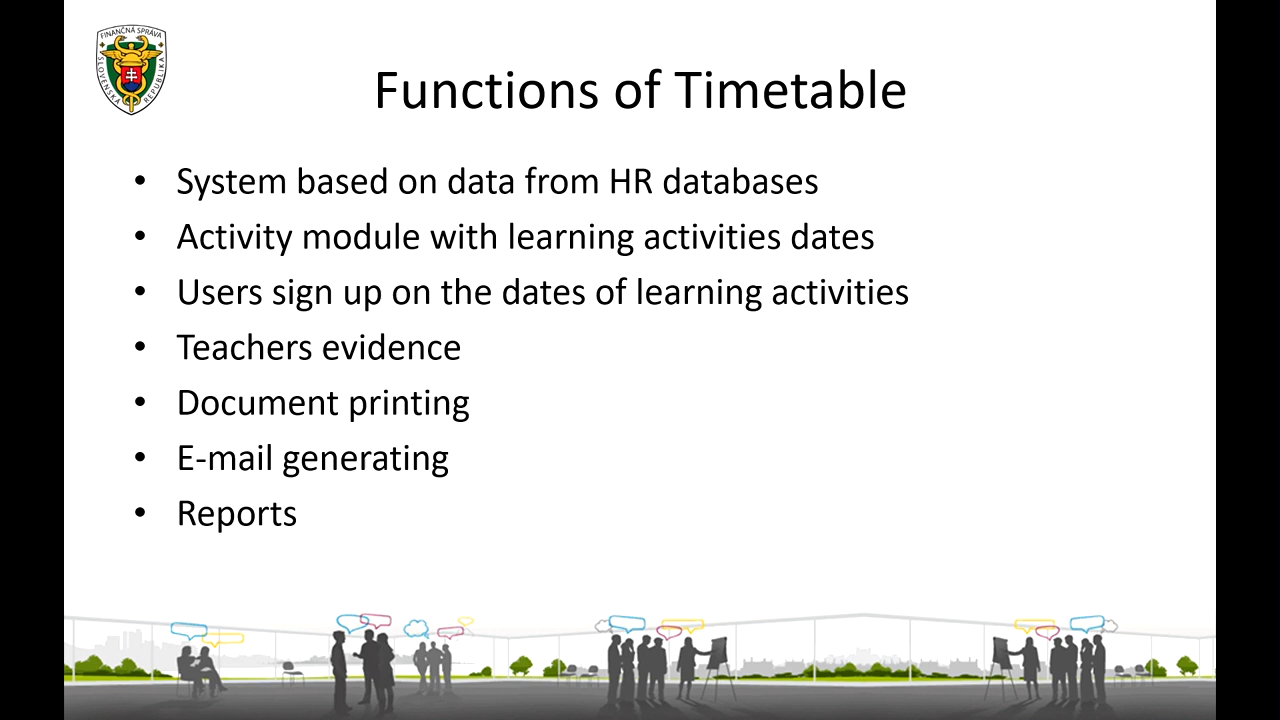 FINANČNÁ SPRÁVA
SLOVENSKÁ REPUBLIKA
Functions of Timetable
• System based on data from HR databases
• Activity module with learning activities dates
• Users sign up on the dates of learning activities
• Teachers evidence
• Document printing
• E-mail generating
• Reports